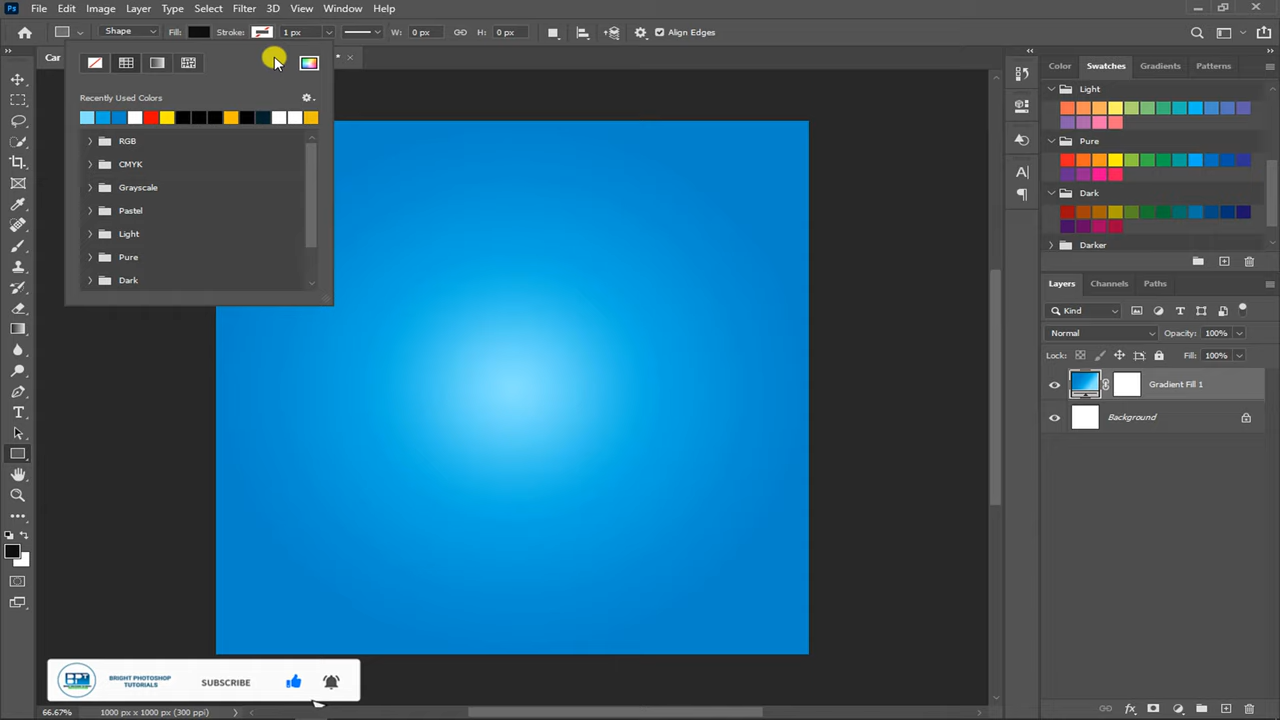 Ps File Edit Image Layer Type Select Filter 3D View Window Help
Shape Fill: Stroke: 1 px W: 0 px H: 0 px Align Edges
Car * ×
Color Swatches Gradients Patterns
Recently Used Colors
RGB
CMYK
Grayscale
Pastel
Light
Pure
Dark
Light
Pure
Dark
Darker
Layers Channels Paths
Kind
Normal Opacity: 100%
Lock: Fill: 100%
Gradient Fill 1
Background
BRIGHT PHOTOSHOP
TUTORIALS
SUBSCRIBE
66.67% 1000 px x 1000 px (300 ppi)